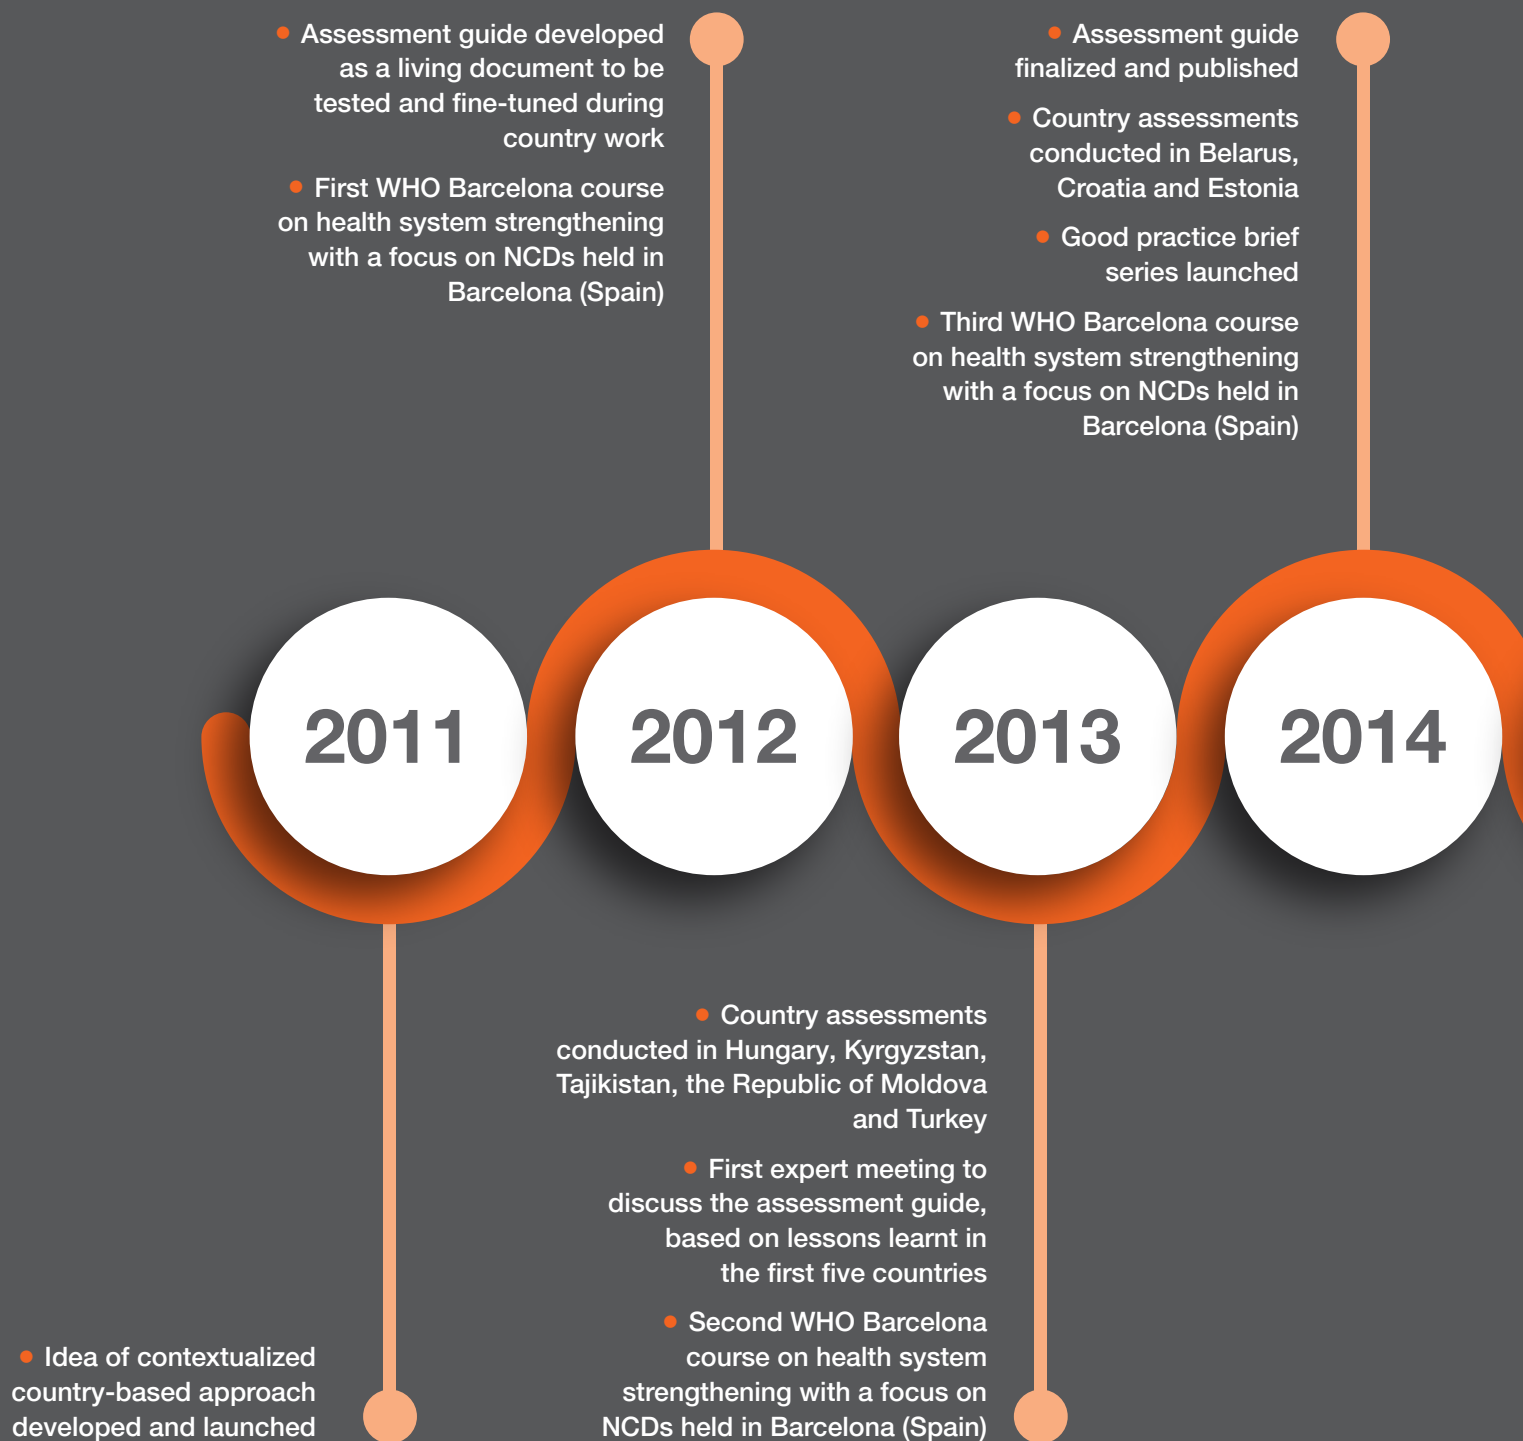 • Assessment guide developed
as a living document to be
tested and fine-tuned during
country work
• First WHO Barcelona course
on health system strengthening
with a focus on NCDs held in
Barcelona (Spain)
• Assessment guide
finalized and published
• Country assessments
conducted in Belarus,
Croatia and Estonia
• Good practice brief
series launched
• Third WHO Barcelona course
on health system strengthening
with a focus on NCDs held in
Barcelona (Spain)
2011
2012
2013
2014
• Idea of contextualized
country-based approach
developed and launched
• Country assessments
conducted in Hungary, Kyrgyzstan,
Tajikistan, the Republic of Moldova
and Turkey
• First expert meeting to
discuss the assessment guide,
based on lessons learnt in
the first five countries
• Second WHO Barcelona
course on health system
strengthening with a focus on
NCDs held in Barcelona (Spain)